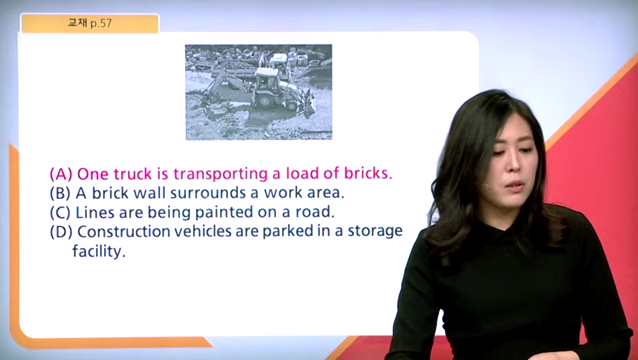 교재 p.57
(A) One truck is transporting a load of bricks.
(B) A brick wall surrounds a work area.
(C) Lines are being painted on a road.
(D) Construction vehicles are parked in a storage
facility.